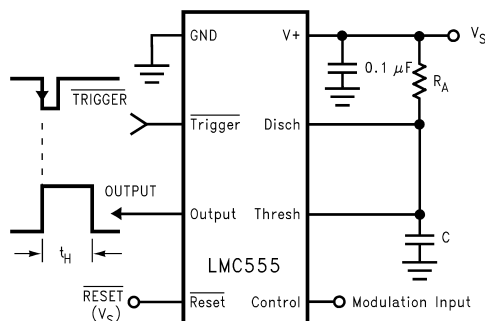 GND
V+
V_S
0.1 μF
R_A
TRIGGER
Trigger
Disch
OUTPUT
Output
Thresh
C
t_H
LMC555
RESET
(V_S)
Reset
Control
Modulation Input